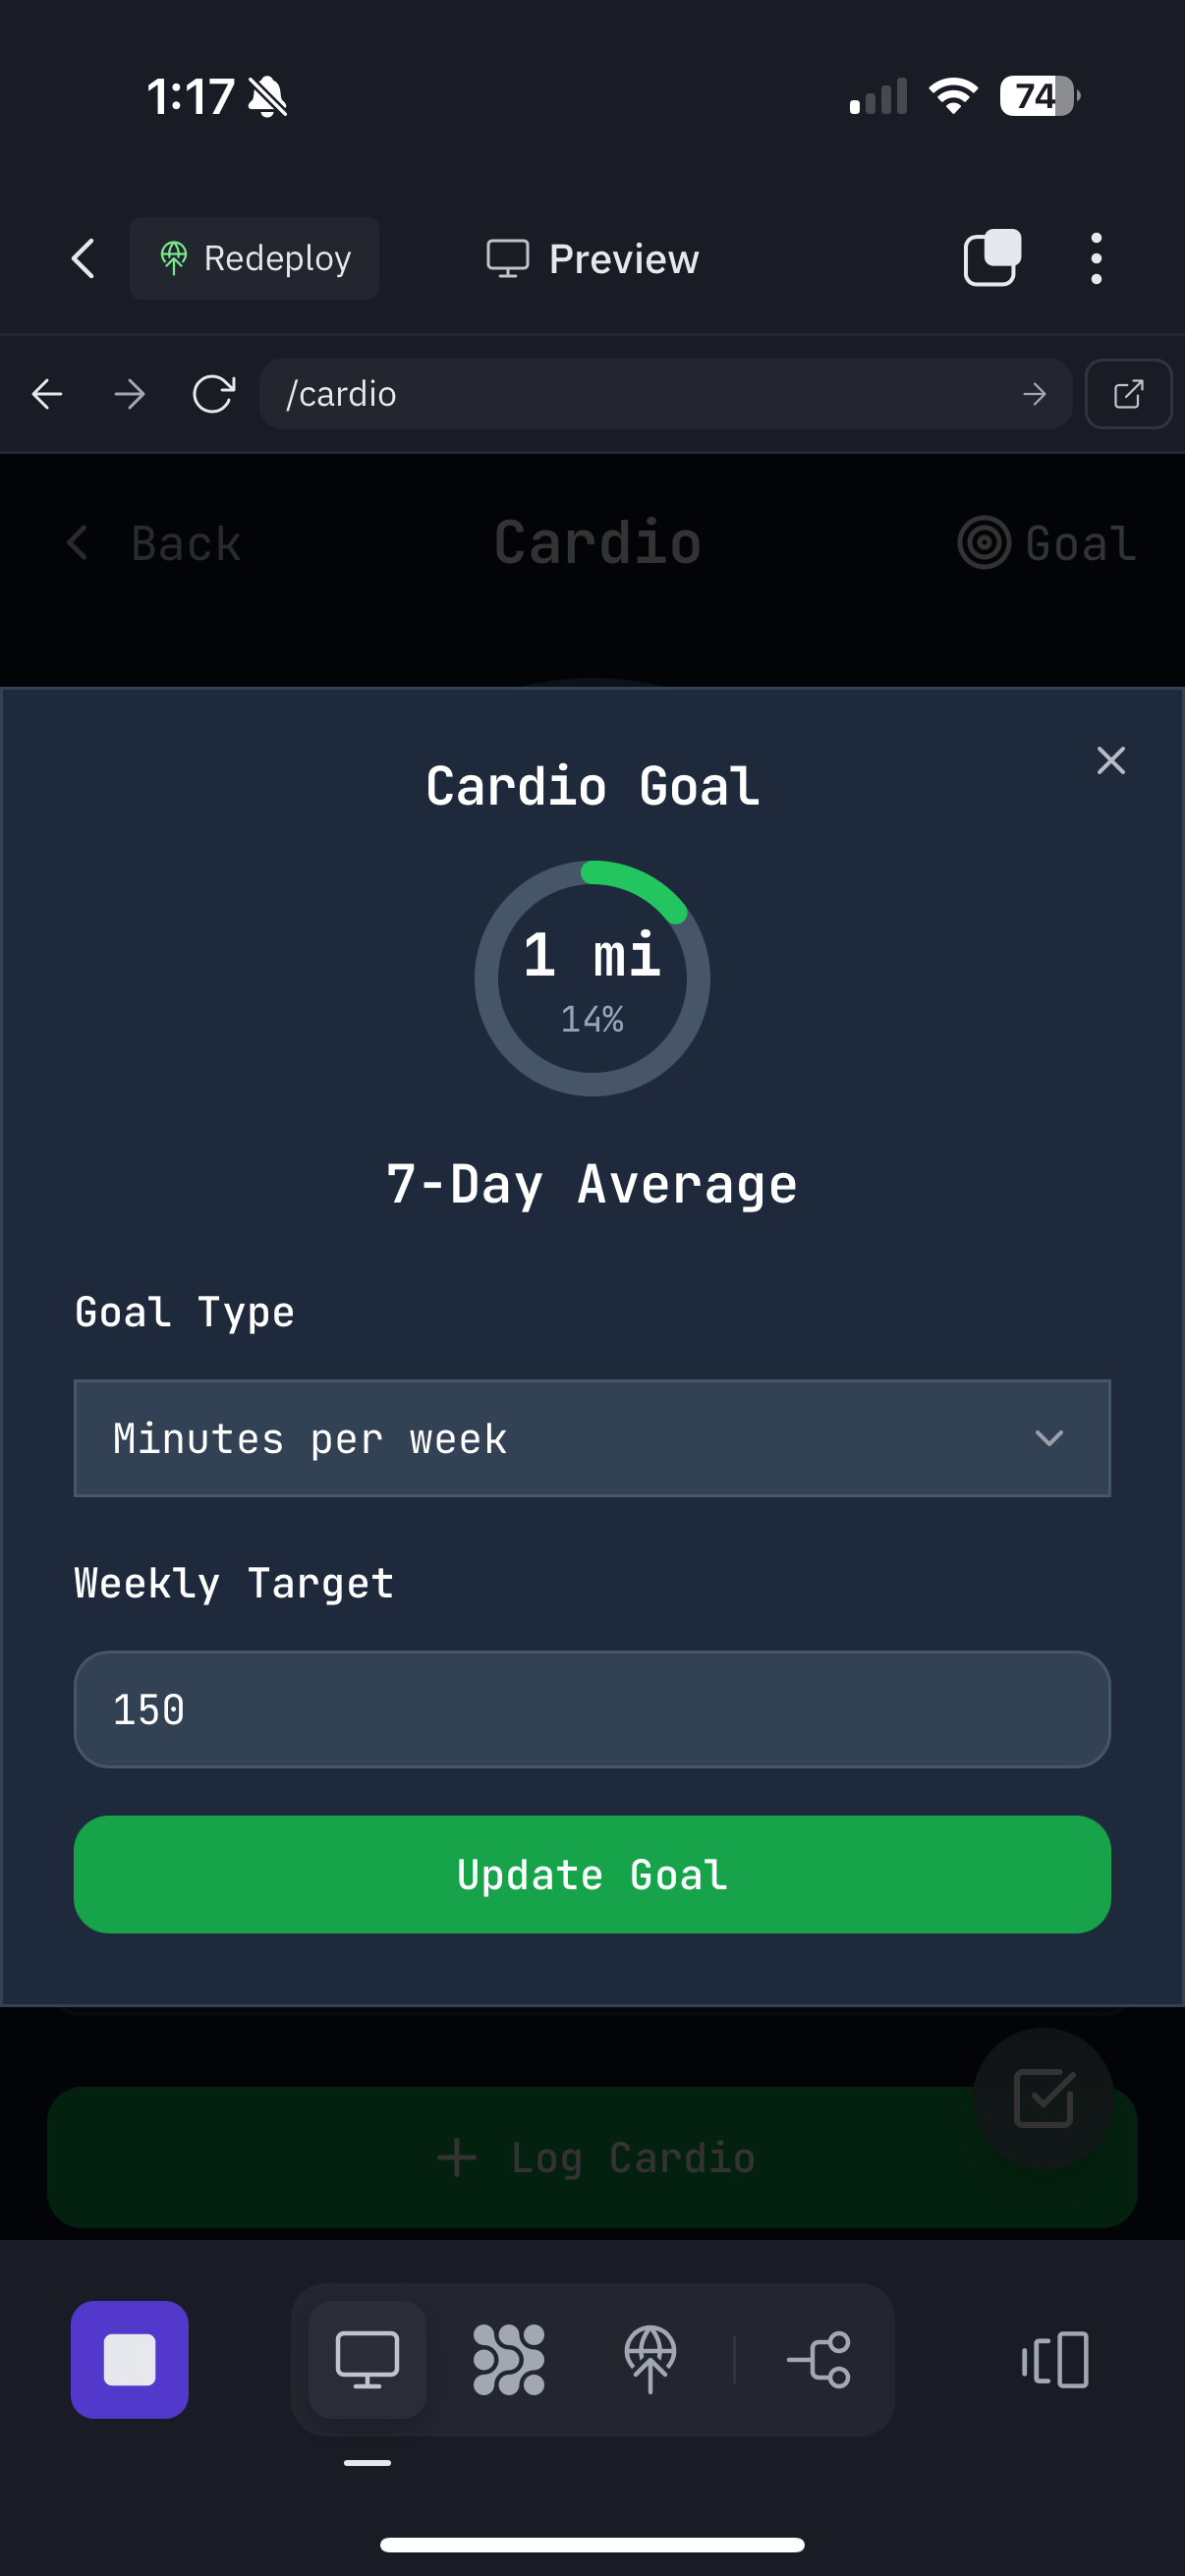 1:17
74
Redeploy
Preview
/cardio
Back
Cardio
Goal
Cardio Goal
1 mi
14%
7-Day Average
Goal Type
Minutes per week
Weekly Target
150
Update Goal
Log Cardio